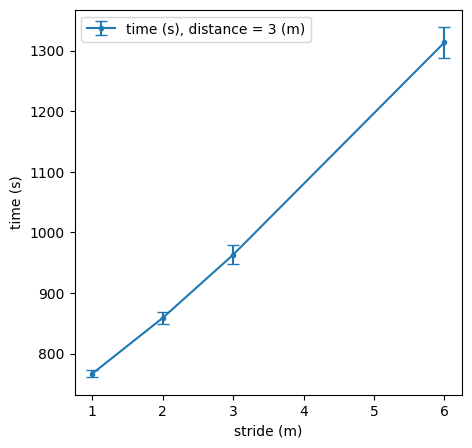 time (s), distance = 3 (m)
1300
1200
1100
1000
900
800
time (s)
1 2 3 4 5 6
stride (m)